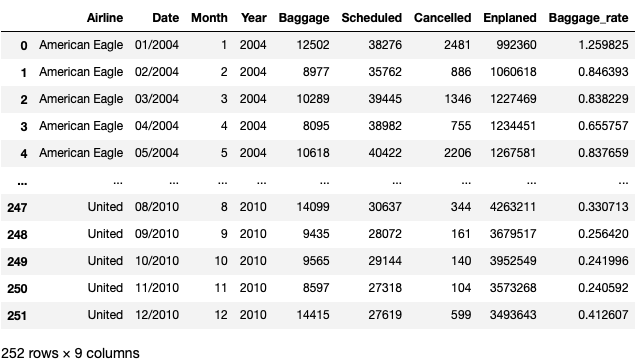 Airline Date Month Year Baggage Scheduled Cancelled Enplaned Baggage_rate
0 American Eagle 01/2004 1 2004 12502 38276 2481 992360 1.259825
1 American Eagle 02/2004 2 2004 8977 35762 886 1060618 0.846393
2 American Eagle 03/2004 3 2004 10289 39445 1346 1227469 0.838229
3 American Eagle 04/2004 4 2004 8095 38982 755 1234451 0.655757
4 American Eagle 05/2004 5 2004 10618 40422 2206 1267581 0.837659
... ... ... ... ... ... ... ... ... ...
247 United 08/2010 8 2010 14099 30637 344 4263211 0.330713
248 United 09/2010 9 2010 9435 28072 161 3679517 0.256420
249 United 10/2010 10 2010 9565 29144 140 3952549 0.241996
250 United 11/2010 11 2010 8597 27318 104 3573268 0.240592
251 United 12/2010 12 2010 14415 27619 599 3493643 0.412607
252 rows × 9 columns